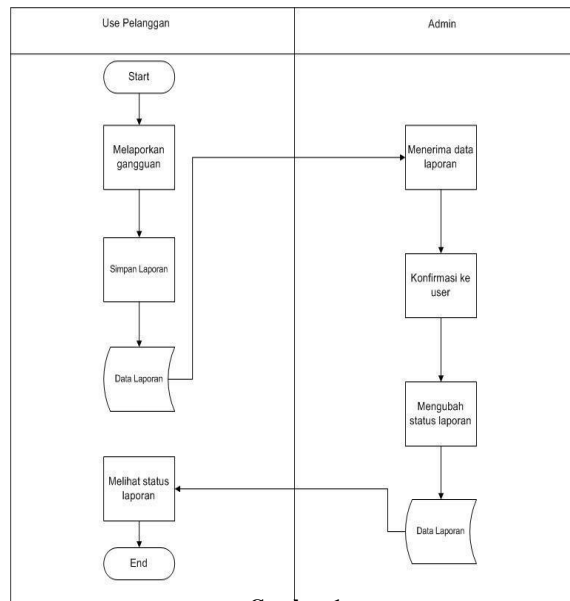 Use Pelanggan
Admin
Start
Melaporkan
gangguan
Menerima data
laporan
Simpan Laporan
Konfirmasi ke
user
Data Laporan
Mengubah
status laporan
Melihat status
laporan
Data Laporan
End